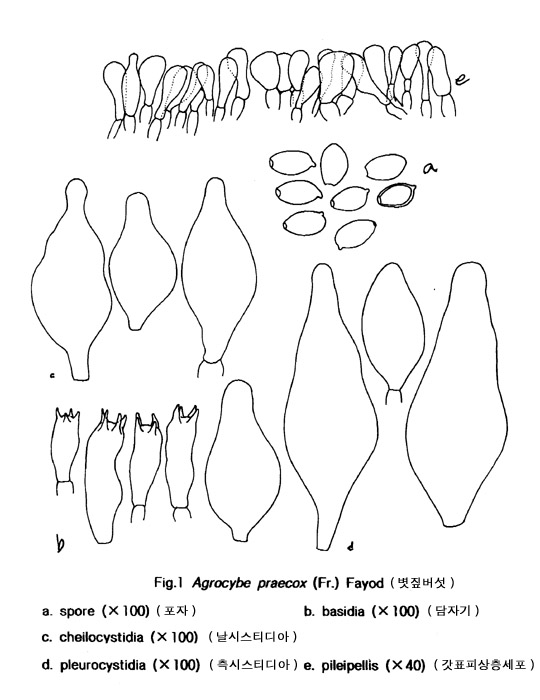 e
a
c
b
d
Fig.1 Agrocybe praecox (Fr.) Fayod (볏짚버섯)
a. spore (×100) (포자) b. basidia (×100) (담자기)
c. cheilocystidia (×100) (날시스티디아)
d. pleurocystidia (×100) (측시스티디아) e. pileipellis (×40) (갓표피상층세포)